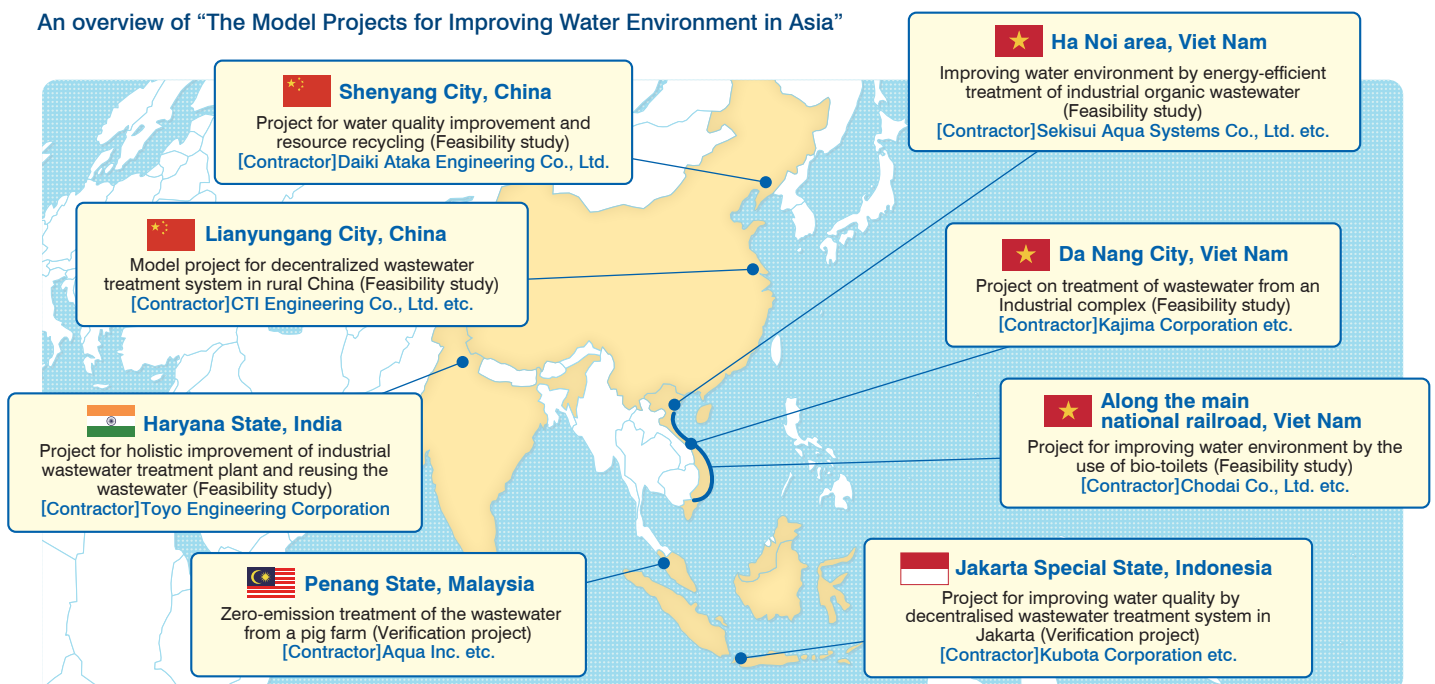 An overview of “The Model Projects for Improving Water Environment in Asia”
Shenyang City, China
Project for water quality improvement and
resource recycling (Feasibility study)
[Contractor]Daiki Ataka Engineering Co., Ltd.
Ha Noi area, Viet Nam
Improving water environment by energy-efficient
treatment of industrial organic wastewater
(Feasibility study)
[Contractor]Sekisui Aqua Systems Co., Ltd. etc.
Lianyungang City, China
Model project for decentralized wastewater
treatment system in rural China (Feasibility study)
[Contractor]CTI Engineering Co., Ltd. etc.
Da Nang City, Viet Nam
Project on treatment of wastewater from an
Industrial complex (Feasibility study)
[Contractor]Kajima Corporation etc.
Haryana State, India
Project for holistic improvement of industrial
wastewater treatment plant and reusing the
wastewater (Feasibility study)
[Contractor]Toyo Engineering Corporation
Along the main
national railroad, Viet Nam
Project for improving water environment by the
use of bio-toilets (Feasibility study)
[Contractor]Chodai Co., Ltd. etc.
Penang State, Malaysia
Zero-emission treatment of the wastewater
from a pig farm (Verification project)
[Contractor]Aqua Inc. etc.
Jakarta Special State, Indonesia
Project for improving water quality by
decentralised wastewater treatment system in
Jakarta (Verification project)
[Contractor]Kubota Corporation etc.